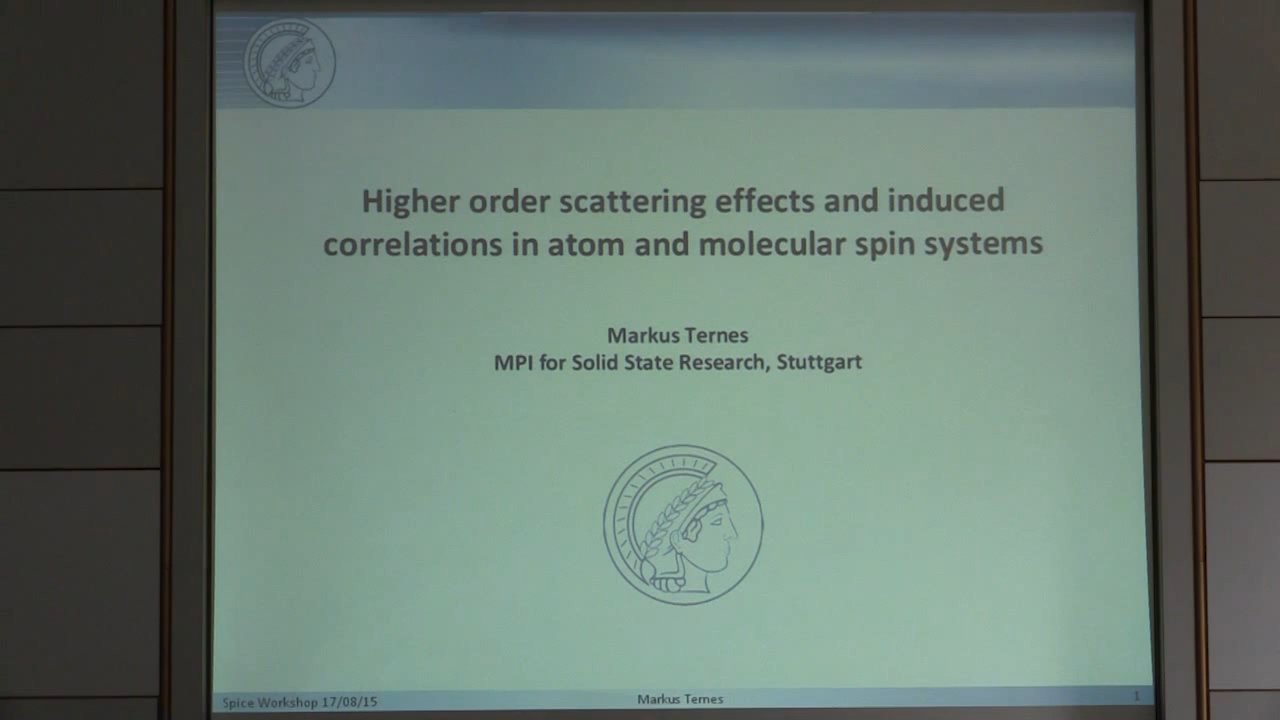 Higher order scattering effects and induced
correlations in atom and molecular spin systems
Markus Ternes
MPI for Solid State Research, Stuttgart
Spice Workshop 17/08/15
Markus Ternes
1